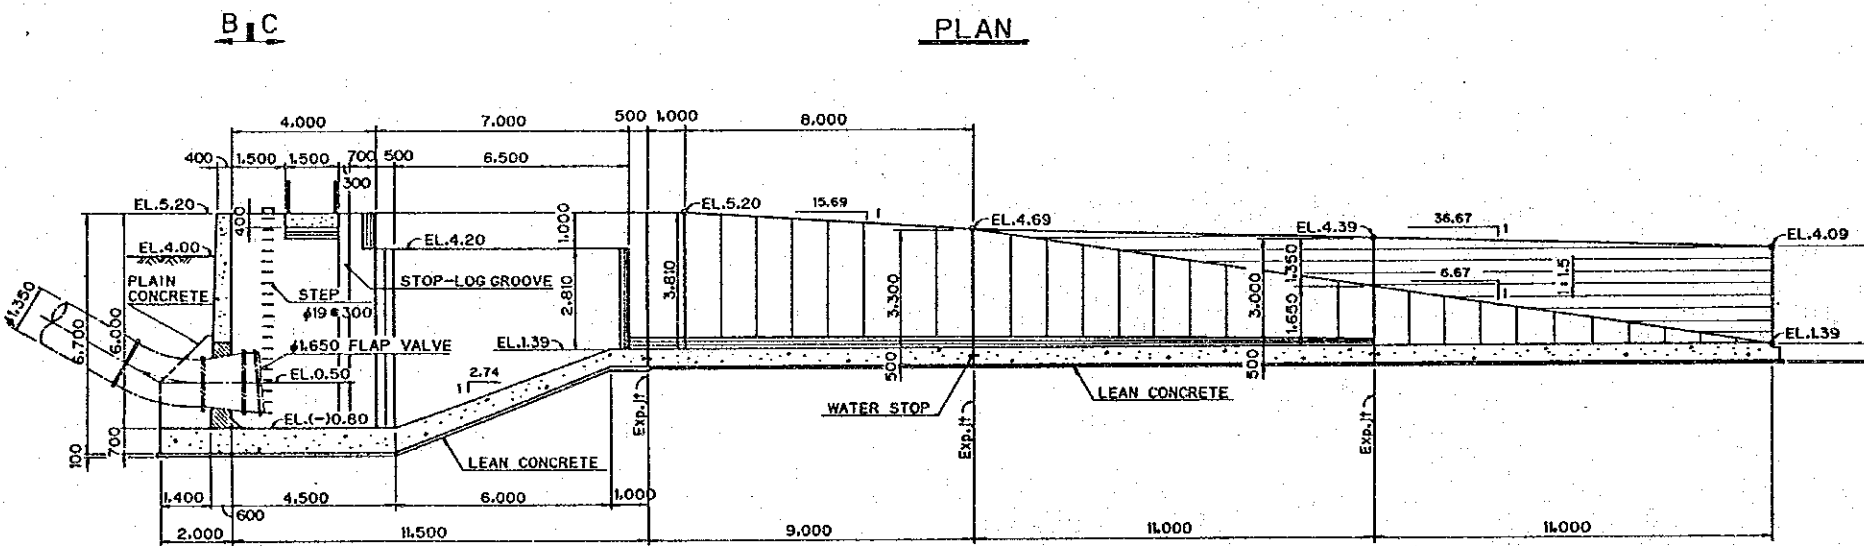 B C
PLAN
4.000
7.000
500
1.000
8.000
400
1.500
1.500
700
500
6.500
300
EL.5.20
400
1.000
EL.5.20
15.69
1
EL.4.69
EL.4.39
36.67
1
EL.4.09
EL.4.00
EL.4.20
PLAIN
CONCRETE
STOP-LOG GROOVE
STEP
φ19 @ 300
2.810
3.810
3.300
3.000
1.350
1.650
6.67
1
1:1.5
φ1.350
6.700
6.000
φ1.650 FLAP VALVE
EL.1.39
EL.1.39
EL.0.50
1
2.74
500
500
LEAN CONCRETE
WATER STOP
EL.(-)0.80
Exp.Jt
Exp.Jt
Exp.Jt
100
700
LEAN CONCRETE
1.400
4.500
6.000
1.000
600
2.000
11.500
9.000
11.000
11.000